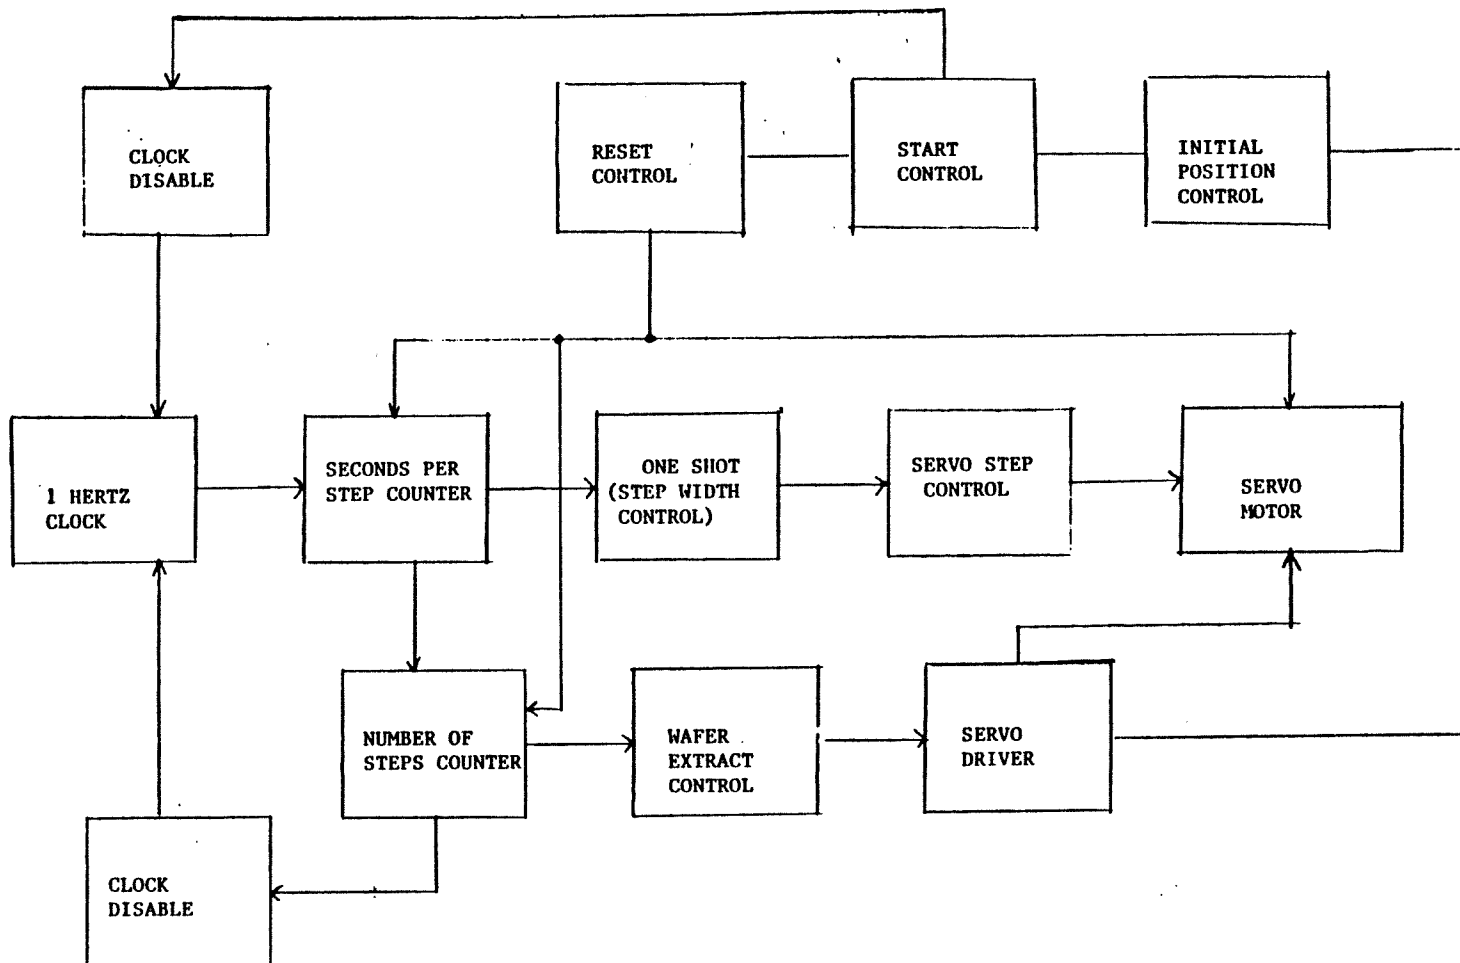 CLOCK
DISABLE
RESET
CONTROL
START
CONTROL
INITIAL
POSITION
CONTROL
1 HERTZ
CLOCK
SECONDS PER
STEP COUNTER
ONE SHOT
(STEP WIDTH
CONTROL)
SERVO STEP
CONTROL
SERVO
MOTOR
NUMBER OF
STEPS COUNTER
WAFER
EXTRACT
CONTROL
SERVO
DRIVER
CLOCK
DISABLE